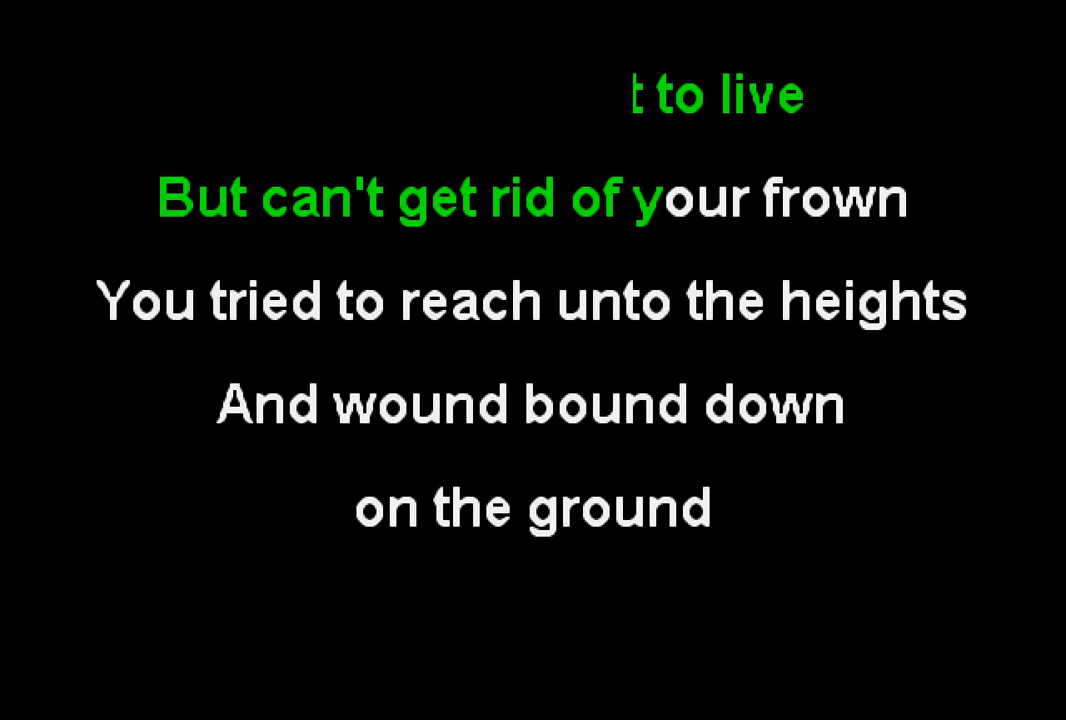 t to live
But can't get rid of your frown
You tried to reach unto the heights
And wound bound down
on the ground